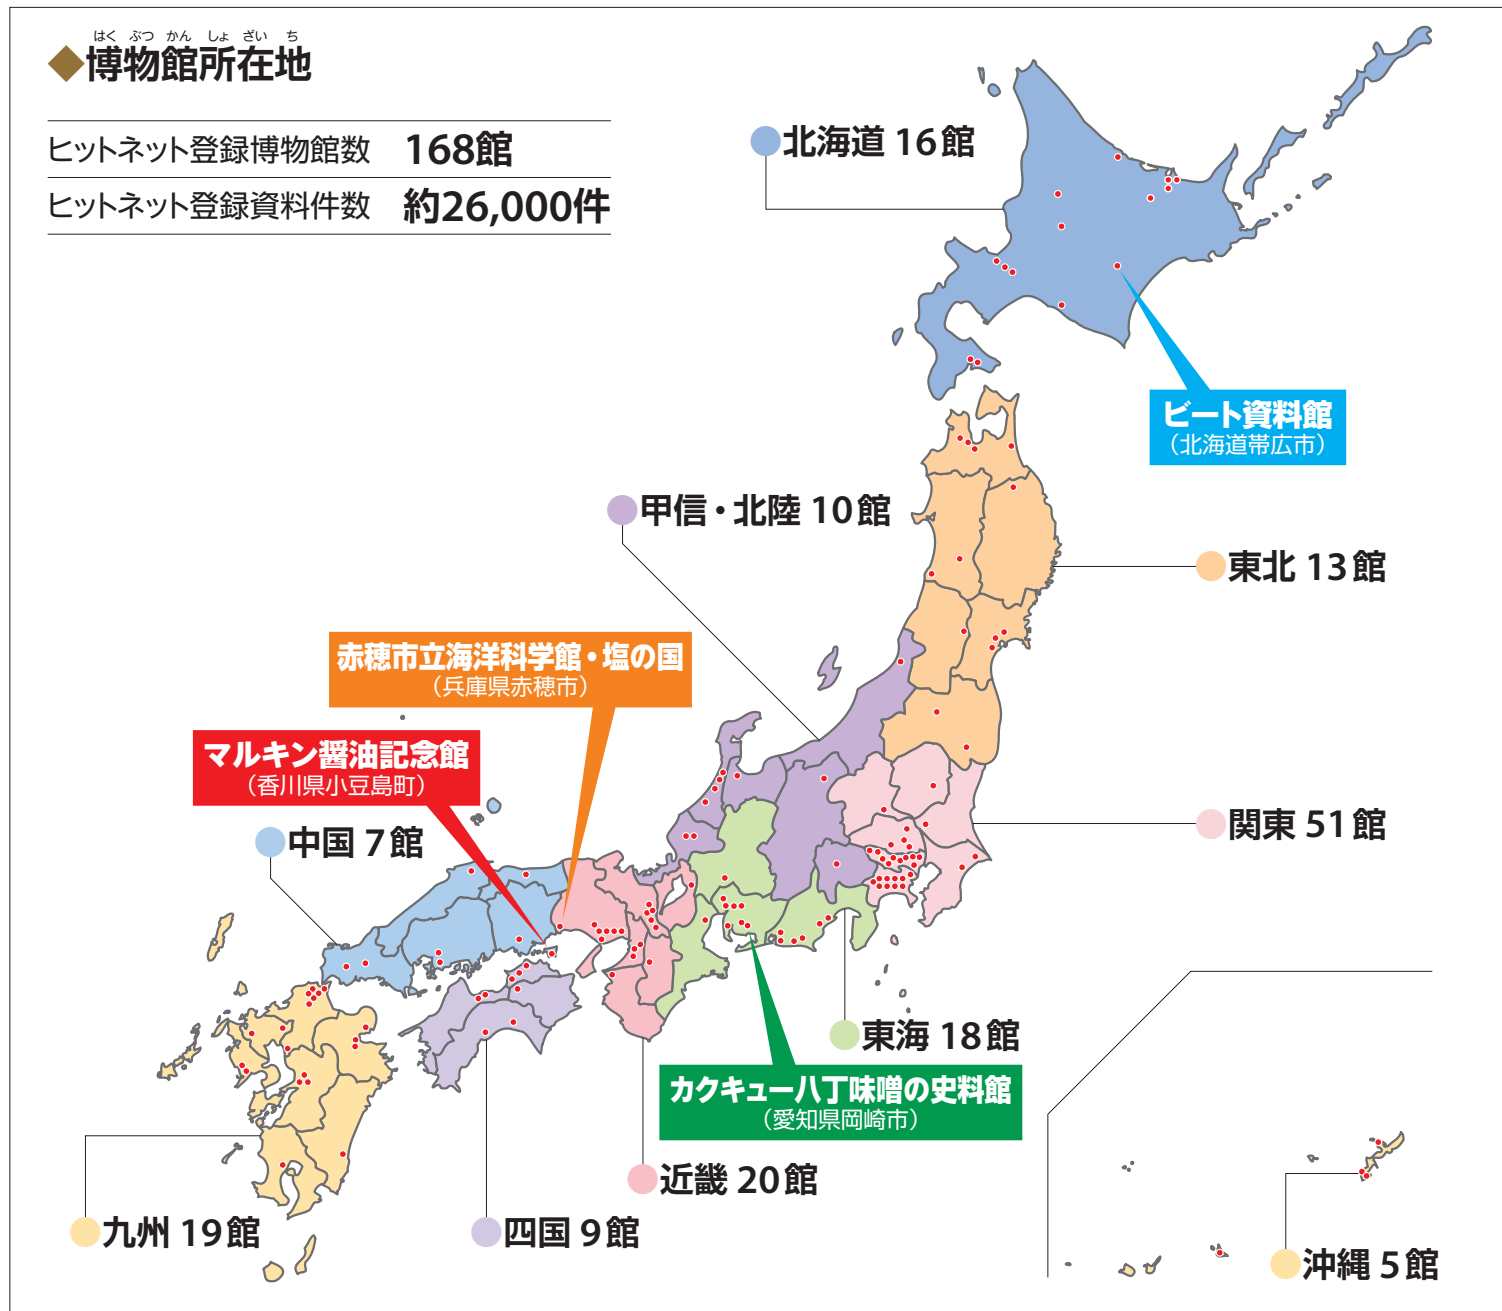 はくぶつかんしょざいち
◆博物館所在地
ヒットネット登録博物館数 168館
ヒットネット登録資料件数 約26,000件
北海道 16館
ビート資料館
（北海道帯広市）
甲信・北陸 10館
東北 13館
赤穂市立海洋科学館・塩の国
（兵庫県赤穂市）
マルキン醤油記念館
（香川県小豆島町）
中国 7館
関東 51館
東海 18館
カクキュー八丁味噌の史料館
（愛知県岡崎市）
近畿 20館
九州 19館
四国 9館
沖縄 5館